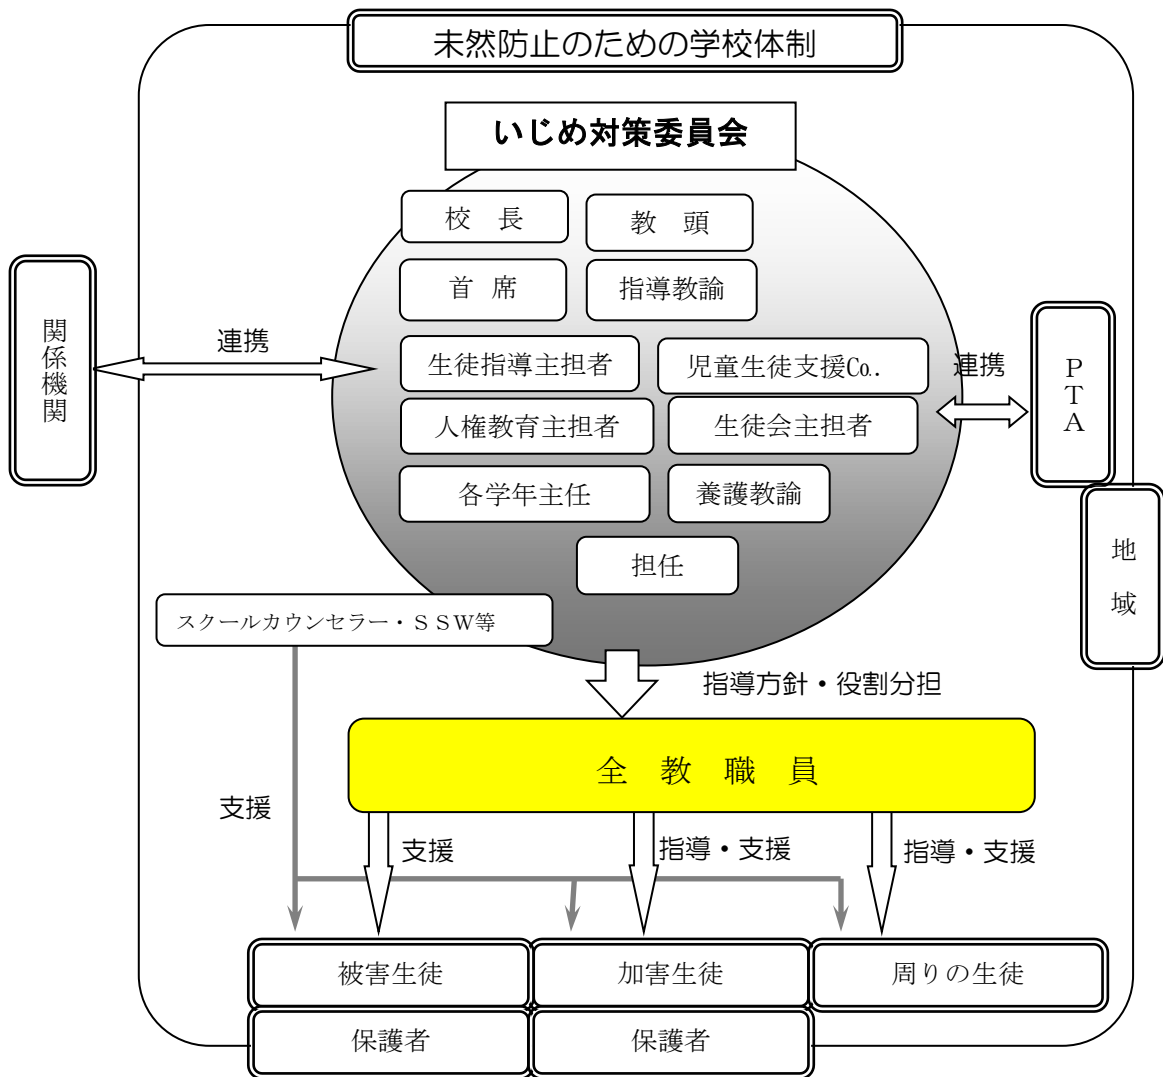 未然防止のための学校体制
いじめ対策委員会
校　長
教　頭
首 席
指導教諭
生徒指導主担者
児童生徒支援Co.
人権教育主担者
生徒会主担者
各学年主任
養護教諭
担任
スクールカウンセラー・ＳＳＷ等
関係機関
連携
連携
ＰＴＡ
地域
指導方針・役割分担
全　教　職　員
支援
支援
指導・支援
指導・支援
被害生徒
加害生徒
周りの生徒
保護者
保護者